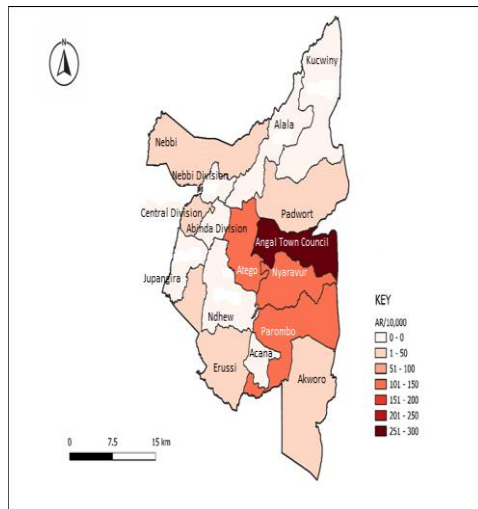 N
Kucwiny
Alala
Nebbi
Nebbi Division
Central Division
Padwort
Abinda Division
Angal Town Council
Atego
Nyaravur
Jupangira
Ndhew
Parombo
Acana
Erussi
Akworo
KEY
AR/10,000
0 - 0
1 - 50
51 - 100
101 - 150
151 - 200
201 - 250
251 - 300
0 7.5 15 km